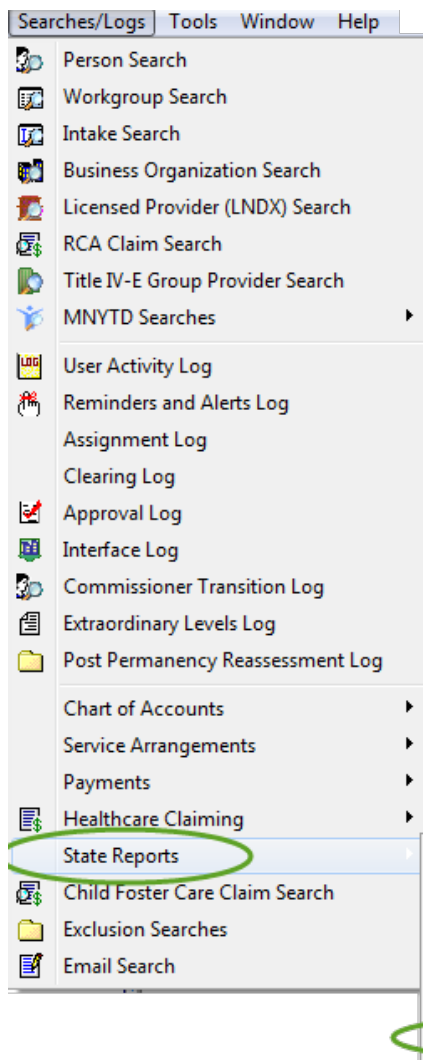 Searches/Logs Tools Window Help
Person Search
Workgroup Search
Intake Search
Business Organization Search
Licensed Provider (LNDX) Search
RCA Claim Search
Title IV-E Group Provider Search
MNYTD Searches
LOG User Activity Log
Reminders and Alerts Log
Assignment Log
Clearing Log
Approval Log
Interface Log
Commissioner Transition Log
Extraordinary Levels Log
Post Permanency Reassessment Log
Chart of Accounts
Service Arrangements
Payments
Healthcare Claiming
State Reports
Child Foster Care Claim Search
Exclusion Searches
Email Search